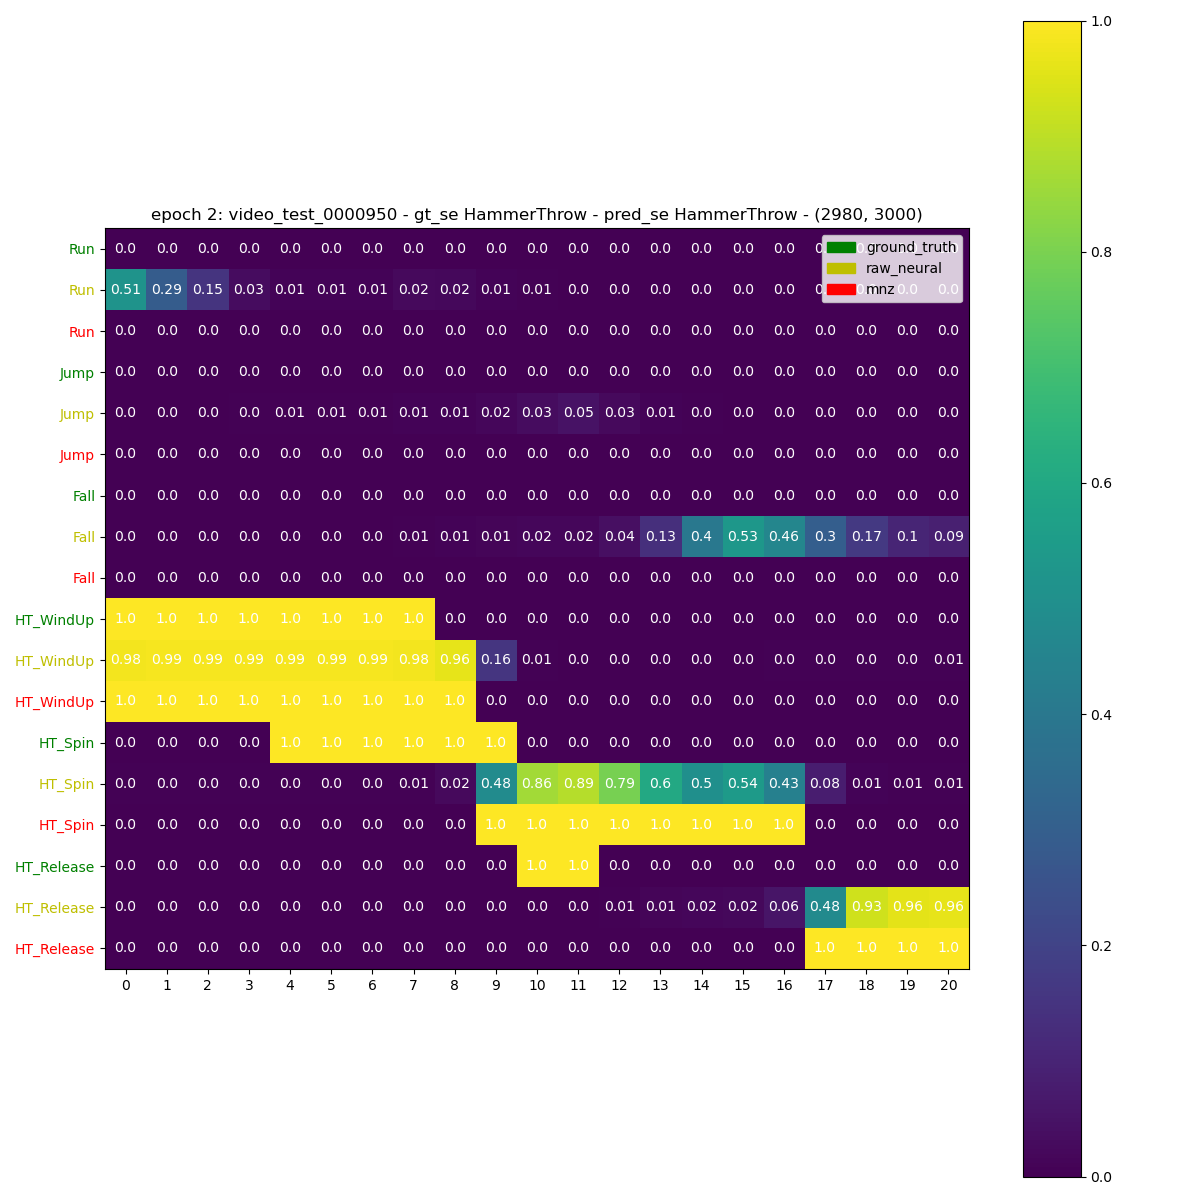 epoch 2: video_test_0000950 - gt_se HammerThrow - pred_se HammerThrow - (2980, 3000)
ground_truth
raw_neural
mnz
Run 0.0 0.0 0.0 0.0 0.0 0.0 0.0 0.0 0.0 0.0 0.0 0.0 0.0 0.0 0.0 0.0 0.0
Run 0.51 0.29 0.15 0.03 0.01 0.01 0.01 0.02 0.02 0.01 0.01 0.0 0.0 0.0 0.0 0.0 0.0 0.0 0.0
Run 0.0 0.0 0.0 0.0 0.0 0.0 0.0 0.0 0.0 0.0 0.0 0.0 0.0 0.0 0.0 0.0 0.0 0.0 0.0 0.0 0.0
Jump 0.0 0.0 0.0 0.0 0.0 0.0 0.0 0.0 0.0 0.0 0.0 0.0 0.0 0.0 0.0 0.0 0.0 0.0 0.0 0.0 0.0
Jump 0.0 0.0 0.0 0.0 0.01 0.01 0.01 0.01 0.01 0.02 0.03 0.05 0.03 0.01 0.0 0.0 0.0 0.0 0.0 0.0 0.0
Jump 0.0 0.0 0.0 0.0 0.0 0.0 0.0 0.0 0.0 0.0 0.0 0.0 0.0 0.0 0.0 0.0 0.0 0.0 0.0 0.0 0.0
Fall 0.0 0.0 0.0 0.0 0.0 0.0 0.0 0.0 0.0 0.0 0.0 0.0 0.0 0.0 0.0 0.0 0.0 0.0 0.0 0.0 0.0
Fall 0.0 0.0 0.0 0.0 0.0 0.0 0.0 0.01 0.01 0.01 0.02 0.02 0.04 0.13 0.4 0.53 0.46 0.3 0.17 0.1 0.09
Fall 0.0 0.0 0.0 0.0 0.0 0.0 0.0 0.0 0.0 0.0 0.0 0.0 0.0 0.0 0.0 0.0 0.0 0.0 0.0 0.0 0.0
HT_WindUp 1.0 1.0 1.0 1.0 1.0 1.0 1.0 1.0 0.0 0.0 0.0 0.0 0.0 0.0 0.0 0.0 0.0 0.0 0.0 0.0 0.0
HT_WindUp 0.98 0.99 0.99 0.99 0.99 0.99 0.99 0.98 0.96 0.16 0.01 0.0 0.0 0.0 0.0 0.0 0.0 0.0 0.0 0.0 0.01
HT_WindUp 1.0 1.0 1.0 1.0 1.0 1.0 1.0 1.0 1.0 0.0 0.0 0.0 0.0 0.0 0.0 0.0 0.0 0.0 0.0 0.0 0.0
HT_Spin 0.0 0.0 0.0 0.0 1.0 1.0 1.0 1.0 1.0 1.0 0.0 0.0 0.0 0.0 0.0 0.0 0.0 0.0 0.0 0.0 0.0
HT_Spin 0.0 0.0 0.0 0.0 0.0 0.0 0.0 0.01 0.02 0.48 0.86 0.89 0.79 0.6 0.5 0.54 0.43 0.08 0.01 0.01 0.01
HT_Spin 0.0 0.0 0.0 0.0 0.0 0.0 0.0 0.0 0.0 1.0 1.0 1.0 1.0 1.0 1.0 1.0 1.0 0.0 0.0 0.0 0.0
HT_Release 0.0 0.0 0.0 0.0 0.0 0.0 0.0 0.0 0.0 0.0 1.0 1.0 0.0 0.0 0.0 0.0 0.0 0.0 0.0 0.0 0.0
HT_Release 0.0 0.0 0.0 0.0 0.0 0.0 0.0 0.0 0.0 0.0 0.0 0.0 0.01 0.01 0.02 0.02 0.06 0.48 0.93 0.96 0.96
HT_Release 0.0 0.0 0.0 0.0 0.0 0.0 0.0 0.0 0.0 0.0 0.0 0.0 0.0 0.0 0.0 0.0 0.0 1.0 1.0 1.0 1.0
0 1 2 3 4 5 6 7 8 9 10 11 12 13 14 15 16 17 18 19 20
1.0
0.8
0.6
0.4
0.2
0.0